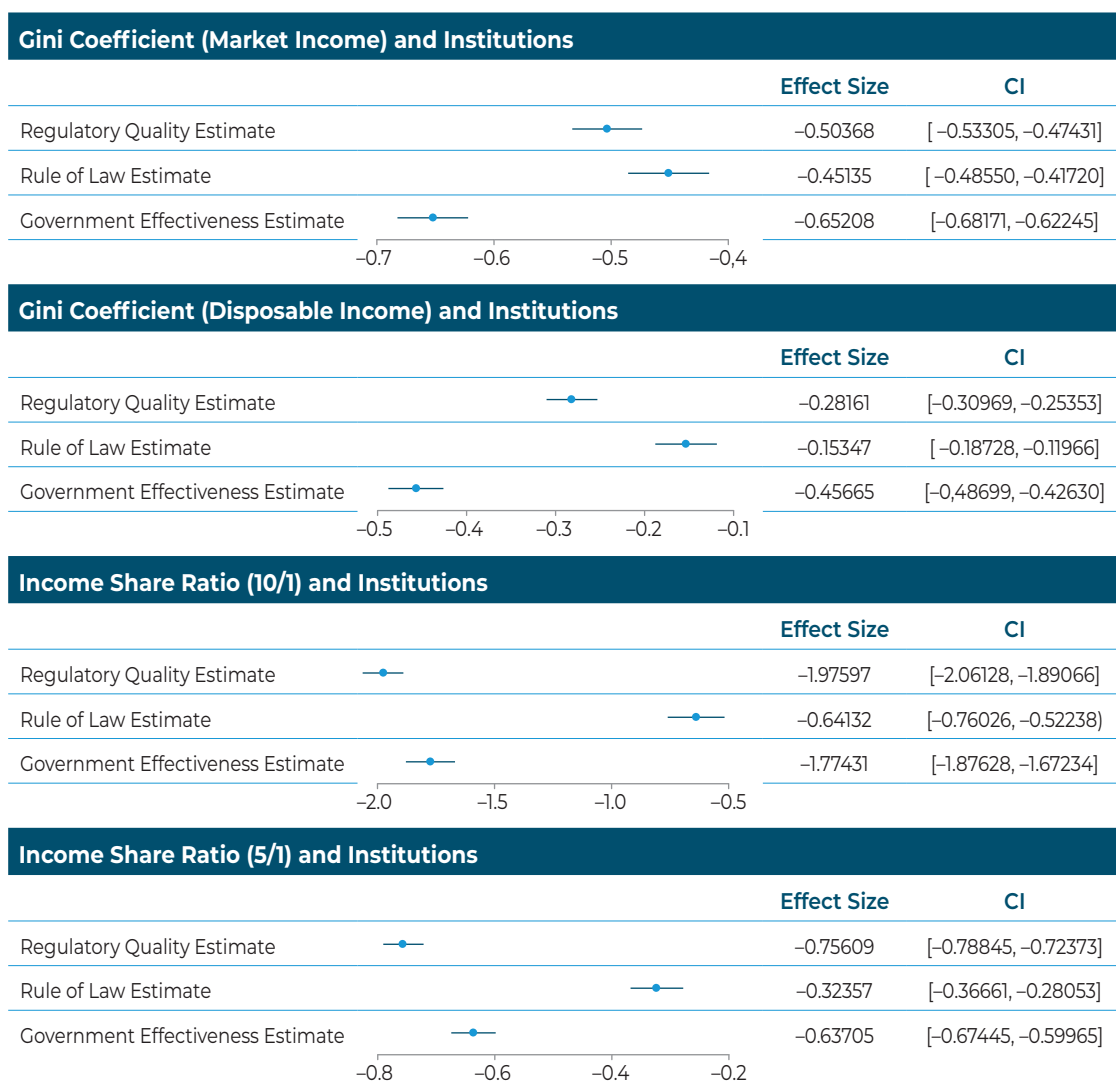 Gini Coefficient (Market Income) and Institutions
Effect Size CI
Regulatory Quality Estimate –0.50368 [ –0.53305, –0.47431]
Rule of Law Estimate –0.45135 [ –0.48550, –0.41720]
Government Effectiveness Estimate –0.65208 [–0.68171, –0.62245]
–0.7 –0.6 –0.5 –0,4
Gini Coefficient (Disposable Income) and Institutions
Effect Size CI
Regulatory Quality Estimate –0.28161 [–0.30969, –0.25353]
Rule of Law Estimate –0.15347 [ –0.18728, –0.11966]
Government Effectiveness Estimate –0.45665 [–0,48699, –0.42630]
–0.5 –0.4 –0.3 –0.2 –0.1
Income Share Ratio (10/1) and Institutions
Effect Size CI
Regulatory Quality Estimate –1.97597 [–2.06128, –1.89066]
Rule of Law Estimate –0.64132 [–0.76026, –0.52238)
Government Effectiveness Estimate –1.77431 [–1.87628, –1.67234]
–2.0 –1.5 –1.0 –0.5
Income Share Ratio (5/1) and Institutions
Effect Size CI
Regulatory Quality Estimate –0.75609 [–0.78845, –0.72373]
Rule of Law Estimate –0.32357 [–0.36661, –0.28053]
Government Effectiveness Estimate –0.63705 [–0.67445, –0.59965]
–0.8 –0.6 –0.4 –0.2